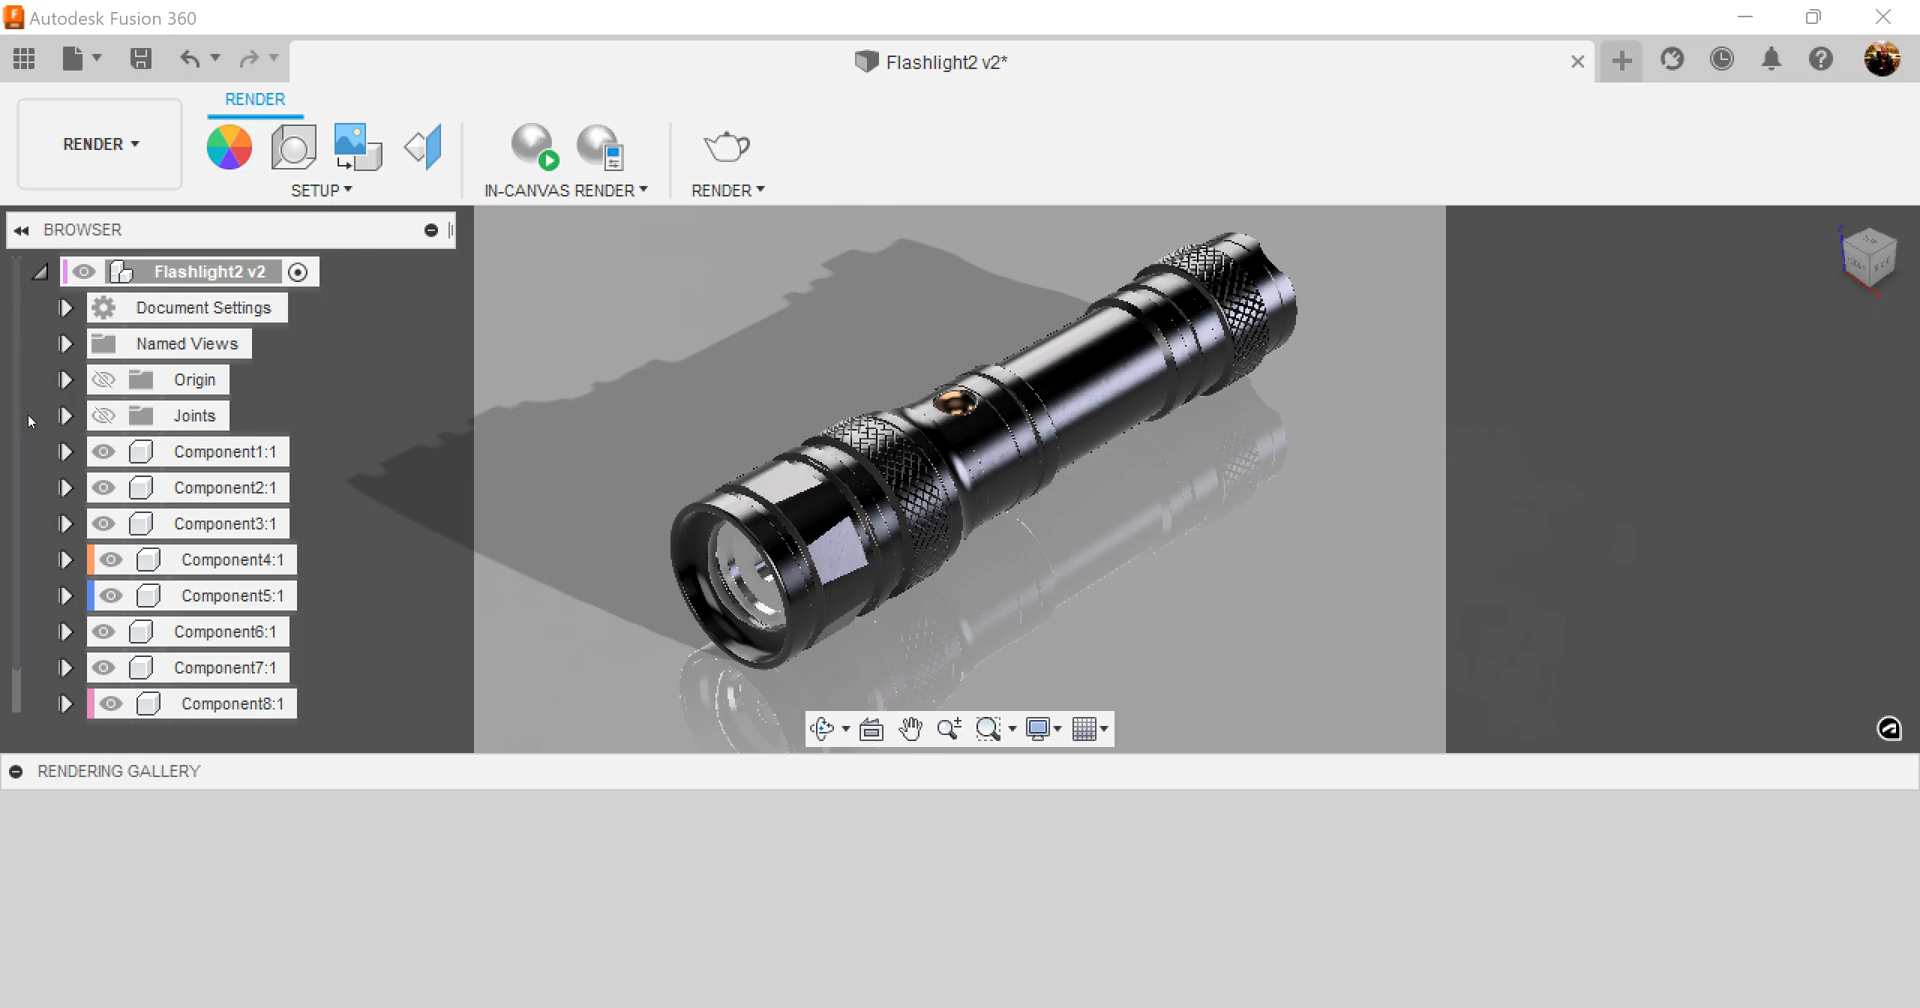 Autodesk Fusion 360
Flashlight2 v2*
RENDER
RENDER
SETUP
IN-CANVAS RENDER
RENDER
BROWSER
Flashlight2 v2
Document Settings
Named Views
Origin
Joints
Component1:1
Component2:1
Component3:1
Component4:1
Component5:1
Component6:1
Component7:1
Component8:1
Z
RENDERING GALLERY